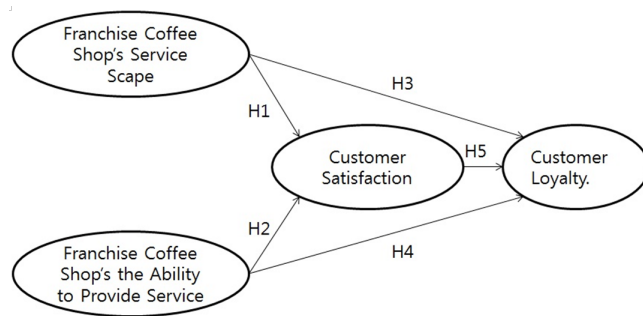 Franchise Coffee
Shop's Service
Scape
H3
H1
Customer
Satisfaction
H5
Customer
Loyalty.
H2
Franchise Coffee
Shop's the Ability
to Provide Service
H4